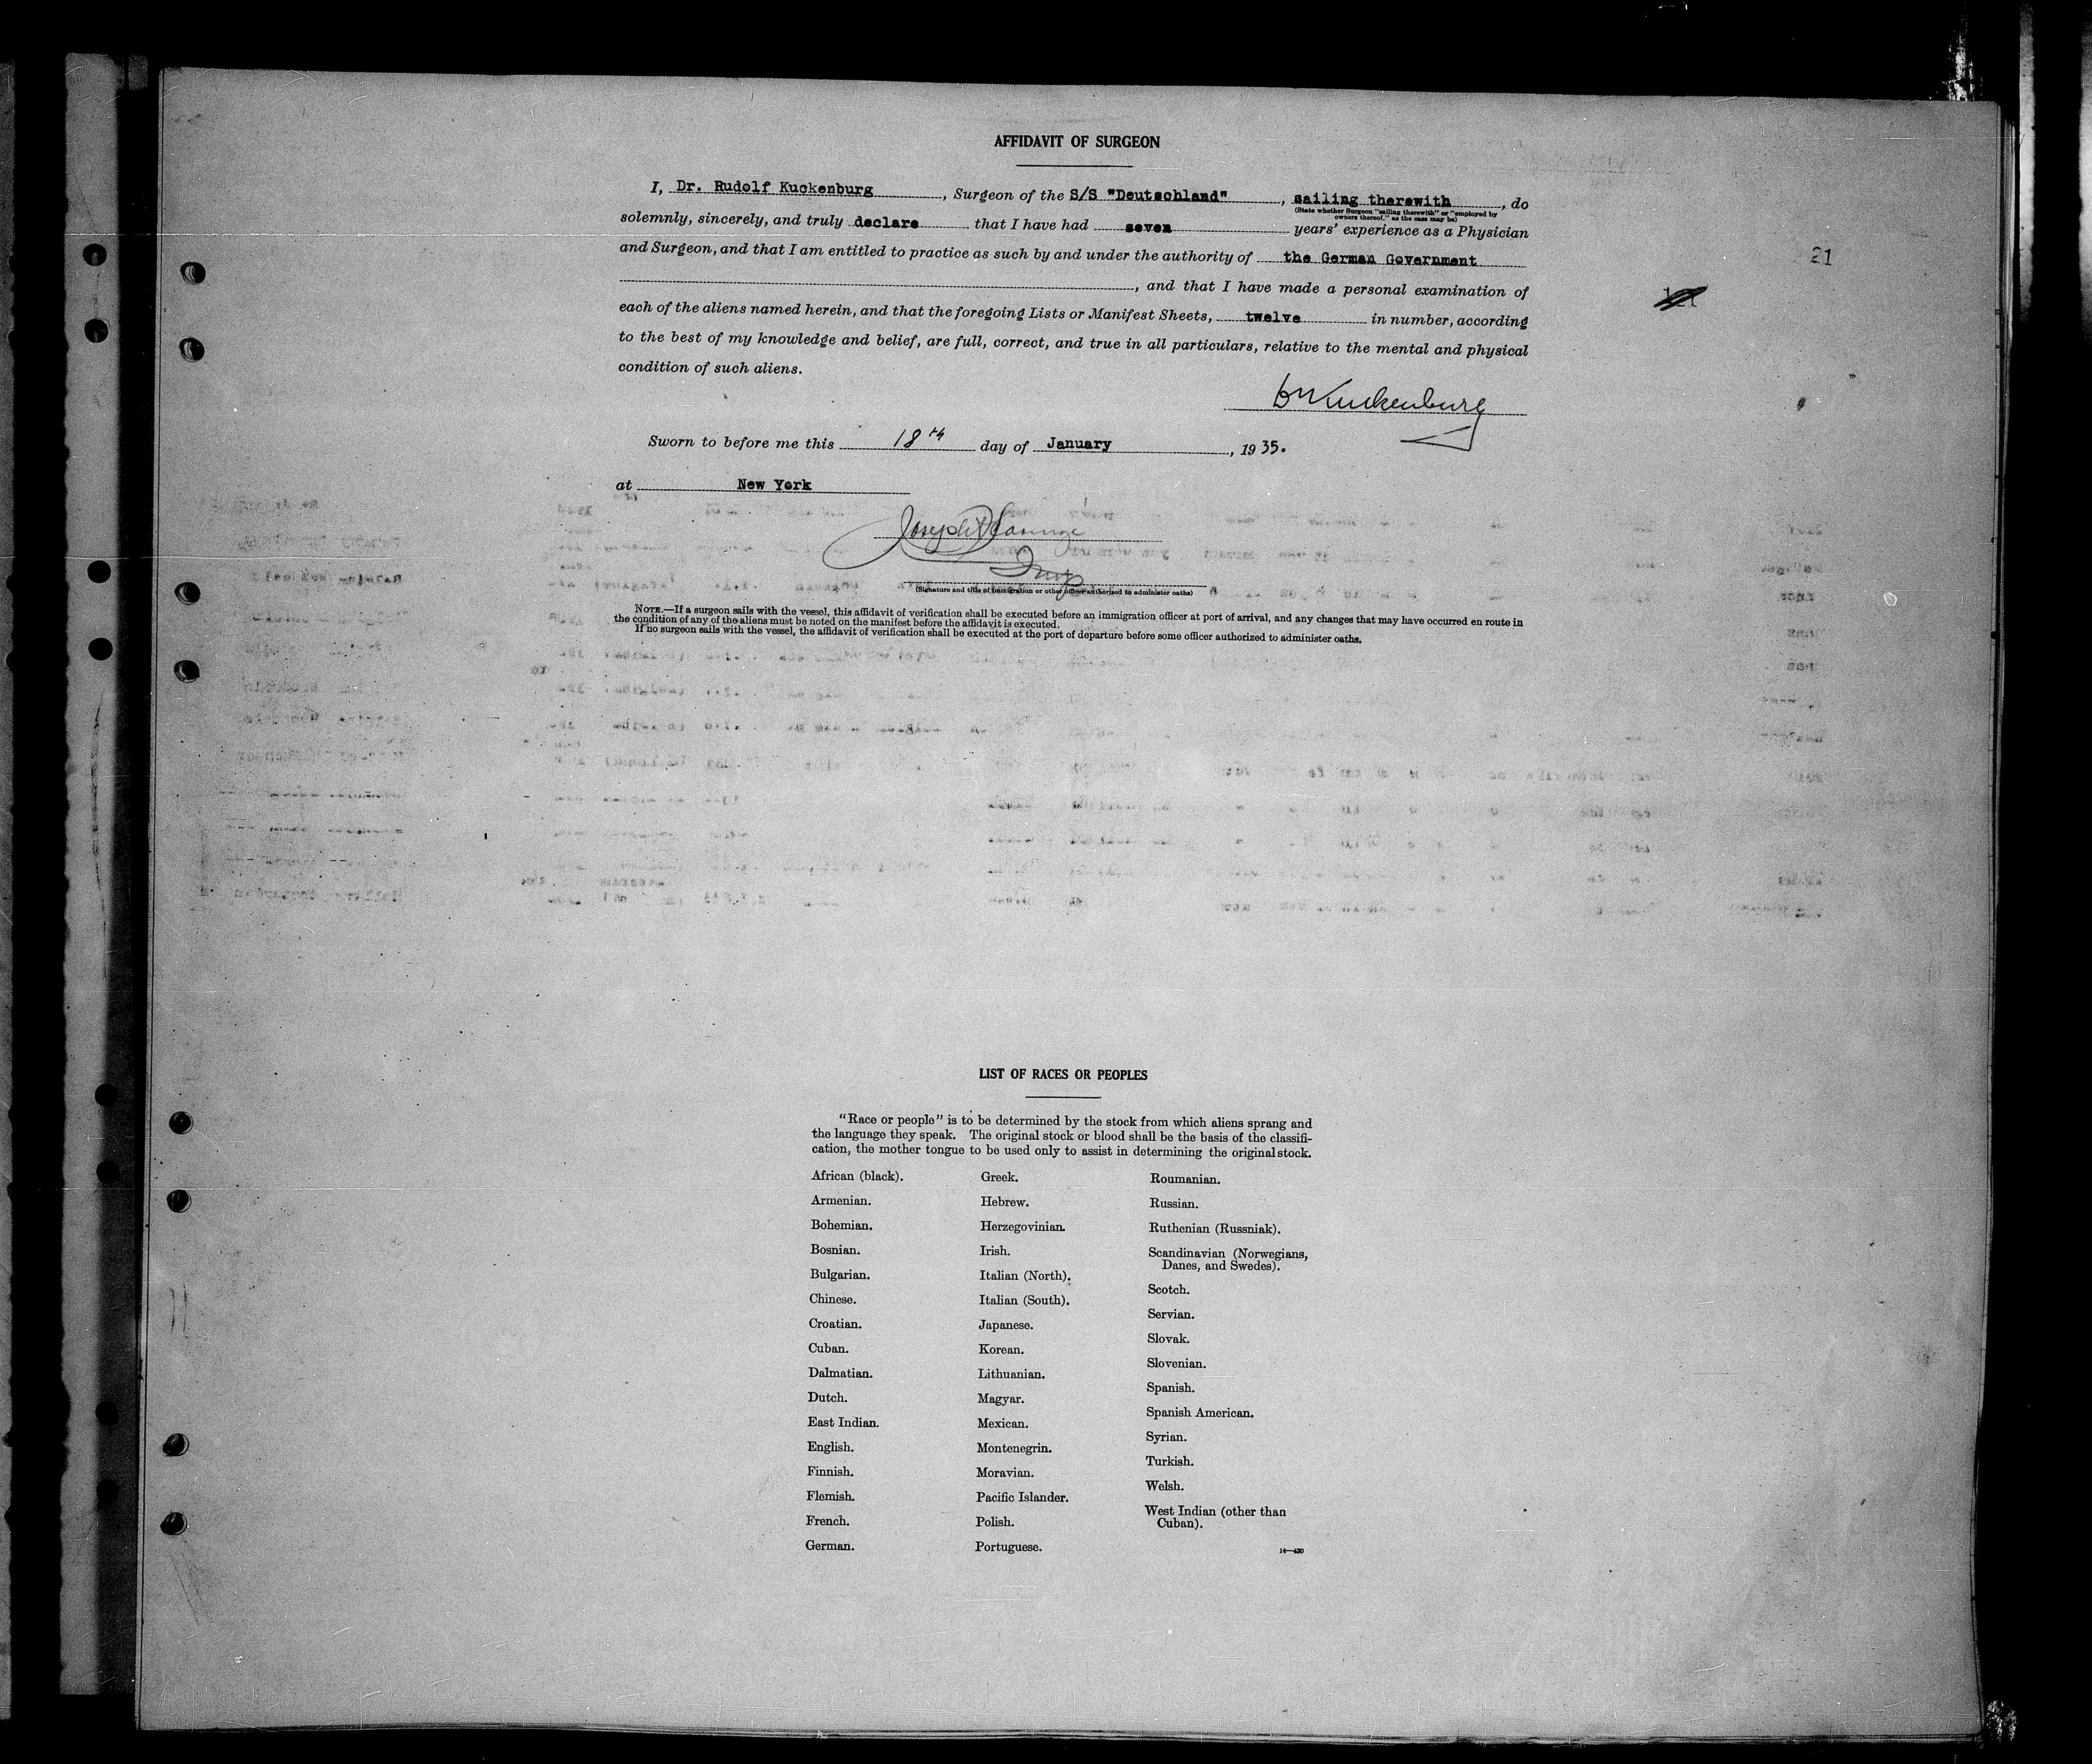 AFFIDAVIT OF SURGEON
I, Dr. Rudolf Kuckenburg, Surgeon of the S/S "Deutschland", sailing therewith, do
(State whether Surgeon "sailing therewith" or "employed by
owners thereof," as the case may be)
solemnly, sincerely, and truly declare that I have had seven years' experience as a Physician
and Surgeon, and that I am entitled to practice as such by and under the authority of the German Government
21
, and that I have made a personal examination of
each of the aliens named herein, and that the foregoing Lists or Manifest Sheets, twelve in number, according
to the best of my knowledge and belief, are full, correct, and true in all particulars, relative to the mental and physical
condition of such aliens.
Dr Kuckenburg
Sworn to before me this 18th day of January, 1935.
at New York
Joseph
(Signature and title of immigration or other officer authorized to administer oaths)
NOTE.—If a surgeon sails with the vessel, this affidavit of verification shall be executed before an immigration officer at port of arrival, and any changes that may have occurred en route in
the condition of any of the aliens must be noted on the manifest before the affidavit is executed.
If no surgeon sails with the vessel, the affidavit of verification shall be executed at the port of departure before some officer authorized to administer oaths.
LIST OF RACES OR PEOPLES
"Race or people" is to be determined by the stock from which aliens sprang and
the language they speak. The original stock or blood shall be the basis of the classifi-
cation, the mother tongue to be used only to assist in determining the original stock.
African (black).
Armenian.
Bohemian.
Bosnian.
Bulgarian.
Chinese.
Croatian.
Cuban.
Dalmatian.
Dutch.
East Indian.
English.
Finnish.
Flemish.
French.
German.
Greek.
Hebrew.
Herzegovinian.
Irish.
Italian (North).
Italian (South).
Japanese.
Korean.
Lithuanian.
Magyar.
Mexican.
Montenegrin.
Moravian.
Pacific Islander.
Polish.
Portuguese.
Roumanian.
Russian.
Ruthenian (Russniak).
Scandinavian (Norwegians,
Danes, and Swedes).
Scotch.
Servian.
Slovak.
Slovenian.
Spanish.
Spanish American.
Syrian.
Turkish.
Welsh.
West Indian (other than
Cuban).
14—430